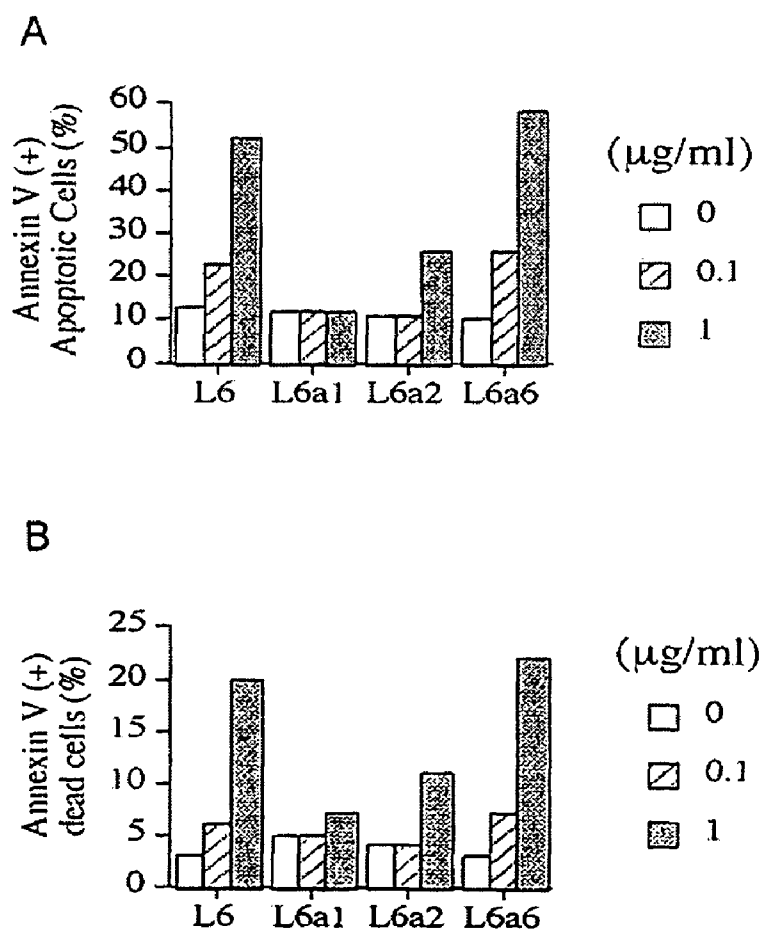 A
Annexin V (+)
Apoptotic Cells (%)
60
50
40
30
20
10
0
L6 L6a1 L6a2 L6a6
(µg/ml)
0
0.1
1
B
Annexin V (+)
dead cells (%)
25
20
15
10
5
0
L6 L6a1 L6a2 L6a6
(µg/ml)
0
0.1
1